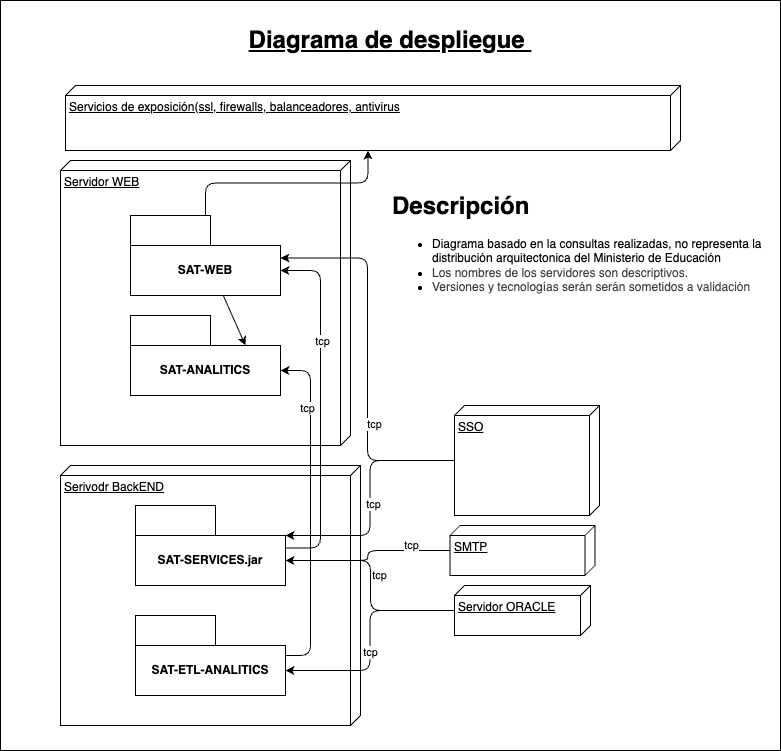 Diagrama de despliegue
Servicios de exposición(ssl, firewalls, balanceadores, antivirus
Servidor WEB
SAT-WEB
SAT-ANALITICS
Descripción
• Diagrama basado en la consultas realizadas, no representa la
distribución arquitectonica del Ministerio de Educación
• Los nombres de los servidores son descriptivos.
• Versiones y tecnologías serán serán sometidos a validación
tcp
tcp
tcp
SSO
Serivodr BackEND
tcp
SAT-SERVICES.jar
tcp
SMTP
tcp
Servidor ORACLE
tcp
SAT-ETL-ANALITICS